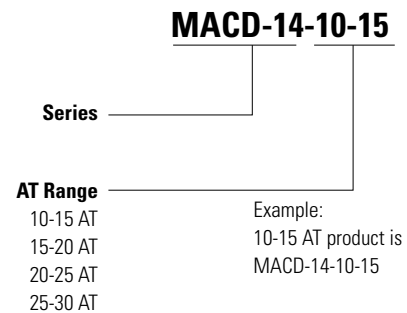 MACD-14-10-15
Series
AT Range
10-15 AT
15-20 AT
20-25 AT
25-30 AT
Example:
10-15 AT product is
MACD-14-10-15